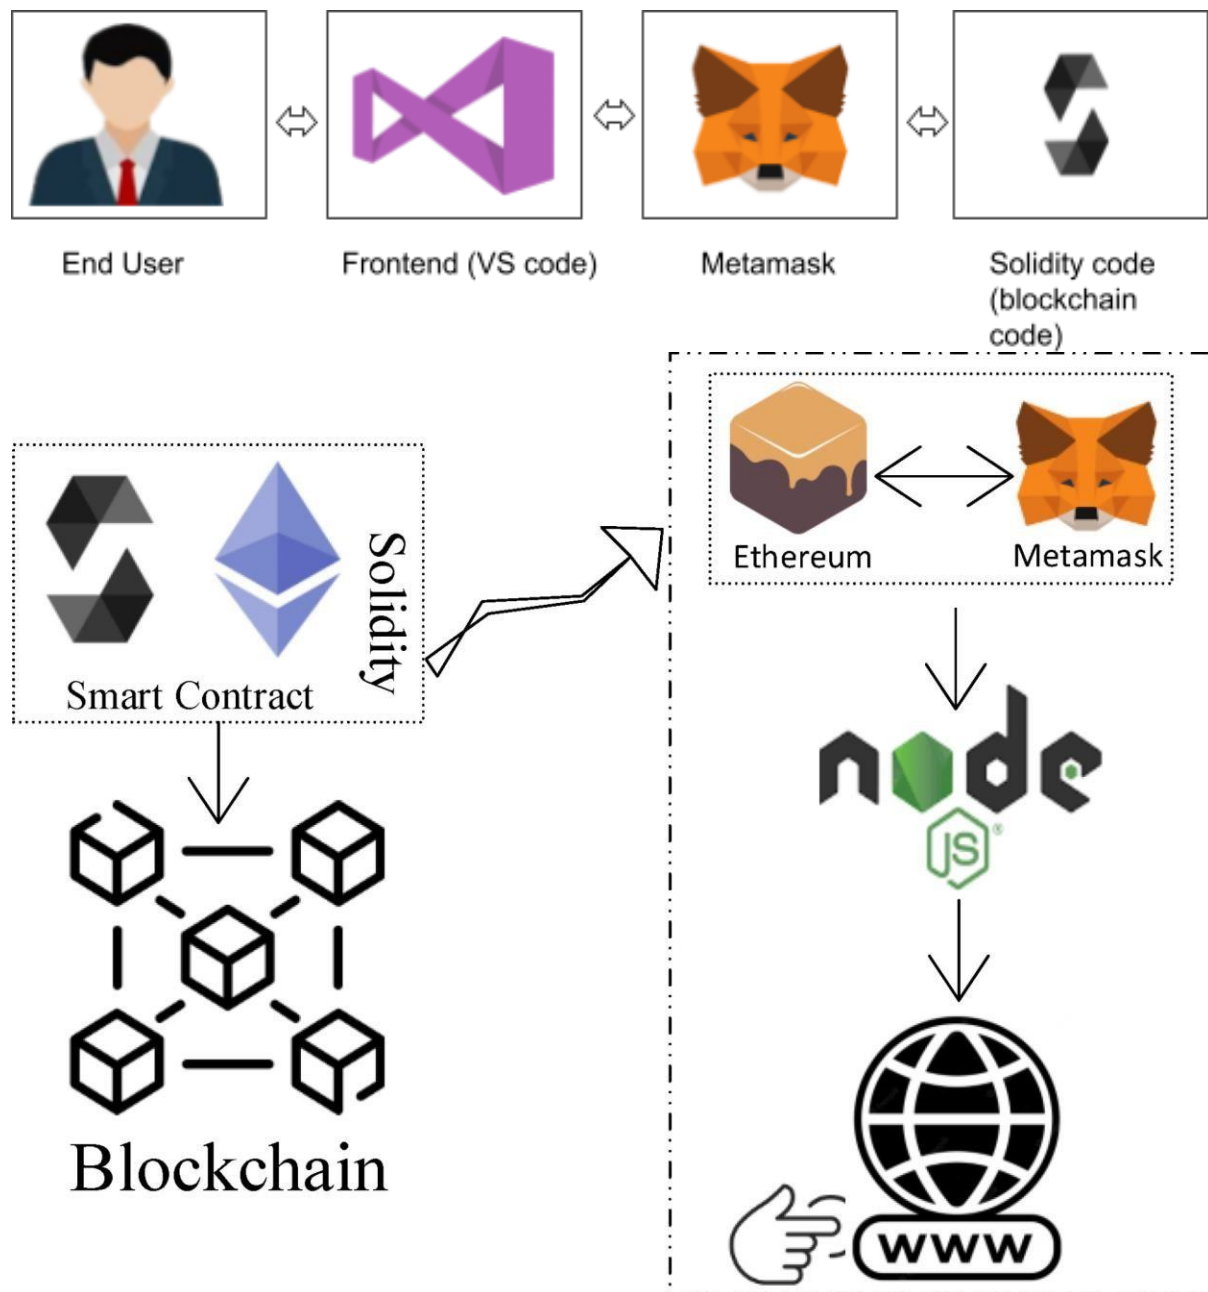 End User
Frontend (VS code)
Metamask
Solidity code
(blockchain
code)
Ethereum
Metamask
Solidity
Smart Contract
node
JS®
Blockchain
www